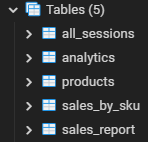 Tables (5)
all_sessions
analytics
products
sales_by_sku
sales_report